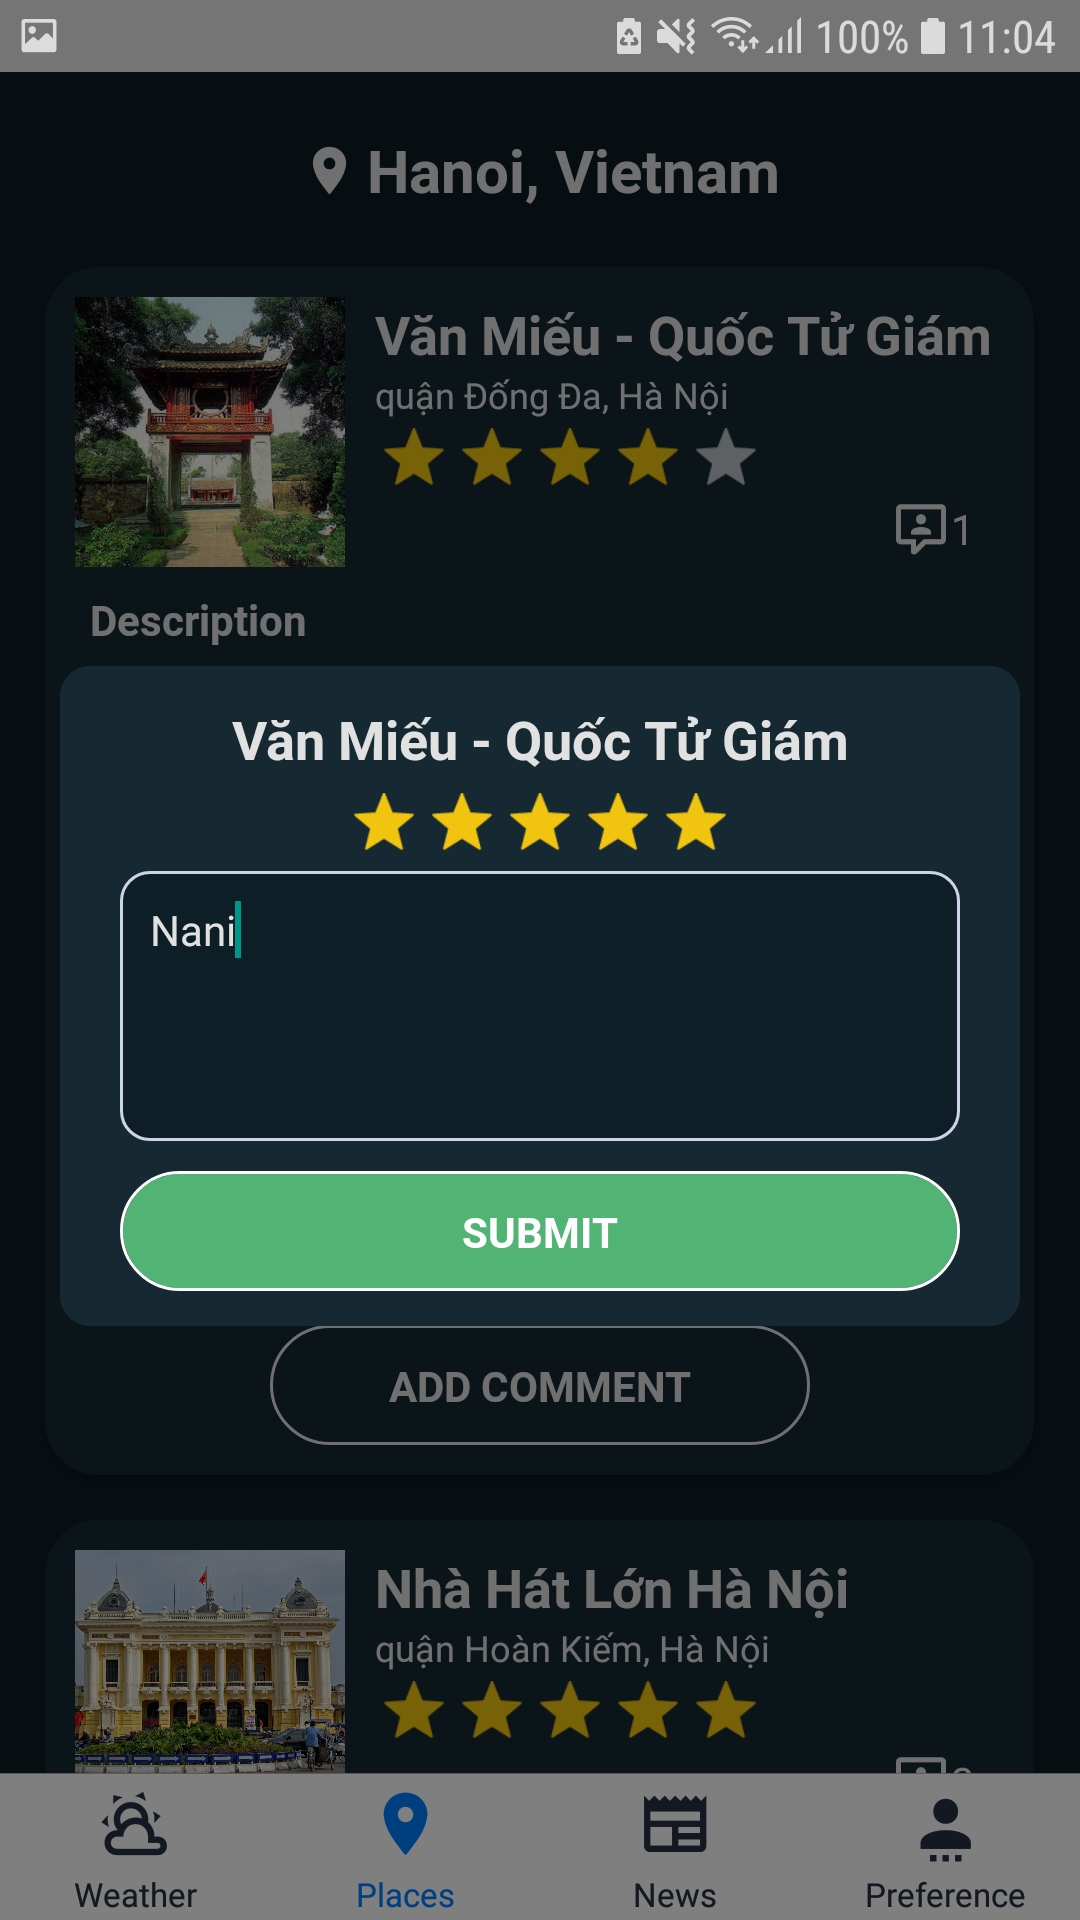 100% 11:04
Hanoi, Vietnam
Văn Miếu - Quốc Tử Giám
quận Đống Đa, Hà Nội
1
Description
Văn Miếu - Quốc Tử Giám
Nani
SUBMIT
ADD COMMENT
Nhà Hát Lớn Hà Nội
quận Hoàn Kiếm, Hà Nội
Weather
Places
News
Preference